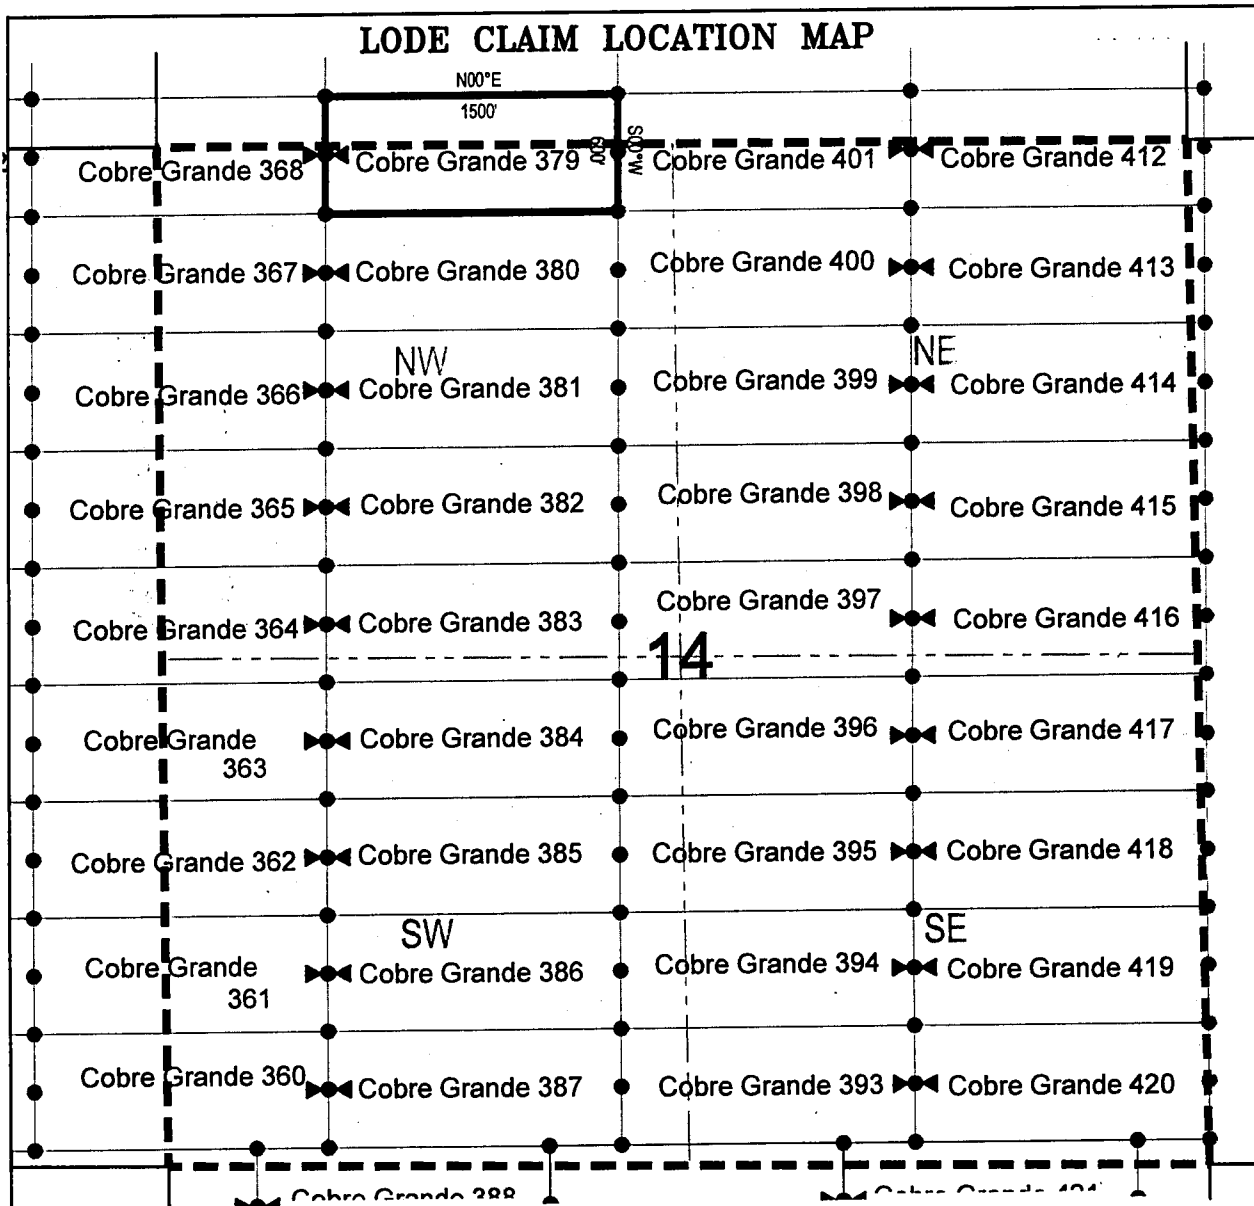 LODE CLAIM LOCATION MAP
N00°E
1500'
600'
S00°W
Cobre Grande 368
Cobre Grande 379
Cobre Grande 401
Cobre Grande 412
Cobre Grande 367
Cobre Grande 380
Cobre Grande 400
Cobre Grande 413
NW
NE
Cobre Grande 366
Cobre Grande 381
Cobre Grande 399
Cobre Grande 414
Cobre Grande 365
Cobre Grande 382
Cobre Grande 398
Cobre Grande 415
Cobre Grande 364
Cobre Grande 383
Cobre Grande 397
Cobre Grande 416
14
Cobre Grande
363
Cobre Grande 384
Cobre Grande 396
Cobre Grande 417
Cobre Grande 362
Cobre Grande 385
Cobre Grande 395
Cobre Grande 418
SW
SE
Cobre Grande
361
Cobre Grande 386
Cobre Grande 394
Cobre Grande 419
Cobre Grande 360
Cobre Grande 387
Cobre Grande 393
Cobre Grande 420
Cobre Grande 388
Cobre Grande 421